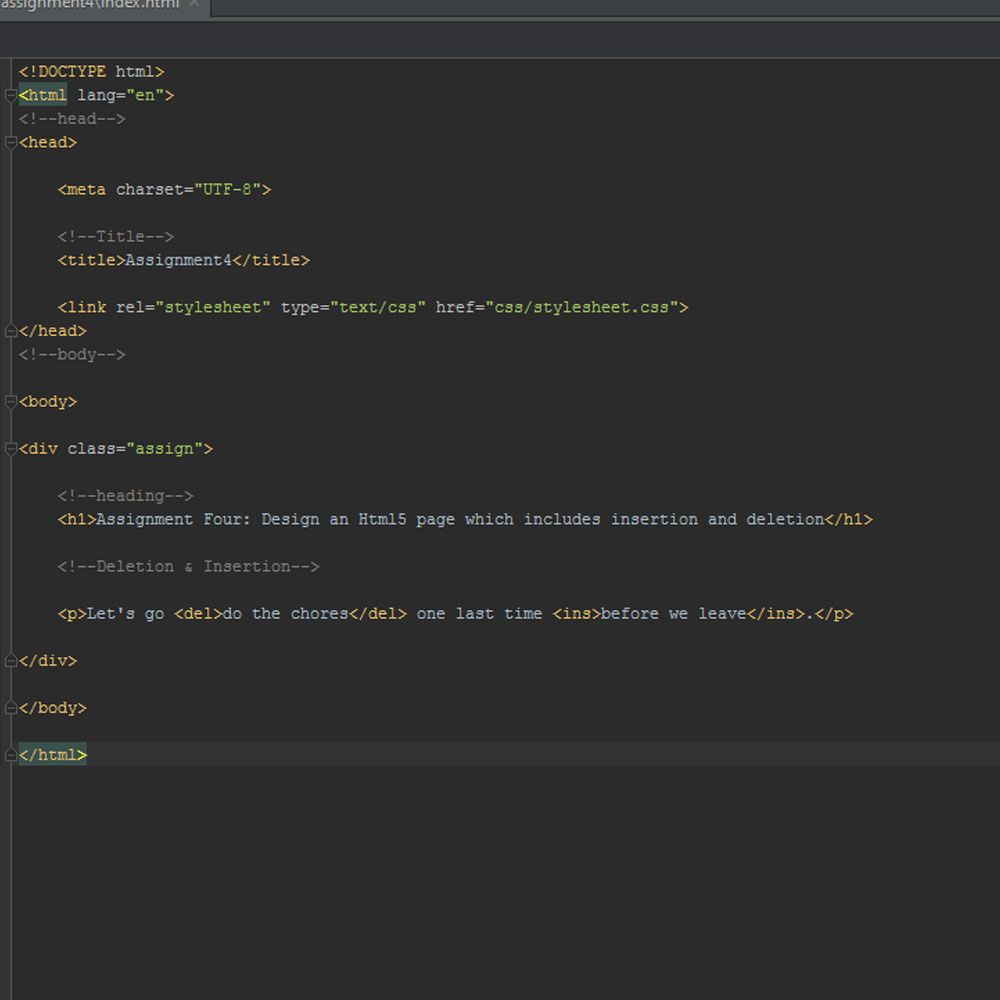 assignment4\index.html ×
<!DOCTYPE html>
<html lang="en">
<!--head-->
<head>
<meta charset="UTF-8">
<!--Title-->
<title>Assignment4</title>
<link rel="stylesheet" type="text/css" href="css/stylesheet.css">
</head>
<!--body-->
<body>
<div class="assign">
<!--heading-->
<h1>Assignment Four: Design an Html5 page which includes insertion and deletion</h1>
<!--Deletion & Insertion-->
<p>Let's go <del>do the chores</del> one last time <ins>before we leave</ins>.</p>
</div>
</body>
</html>